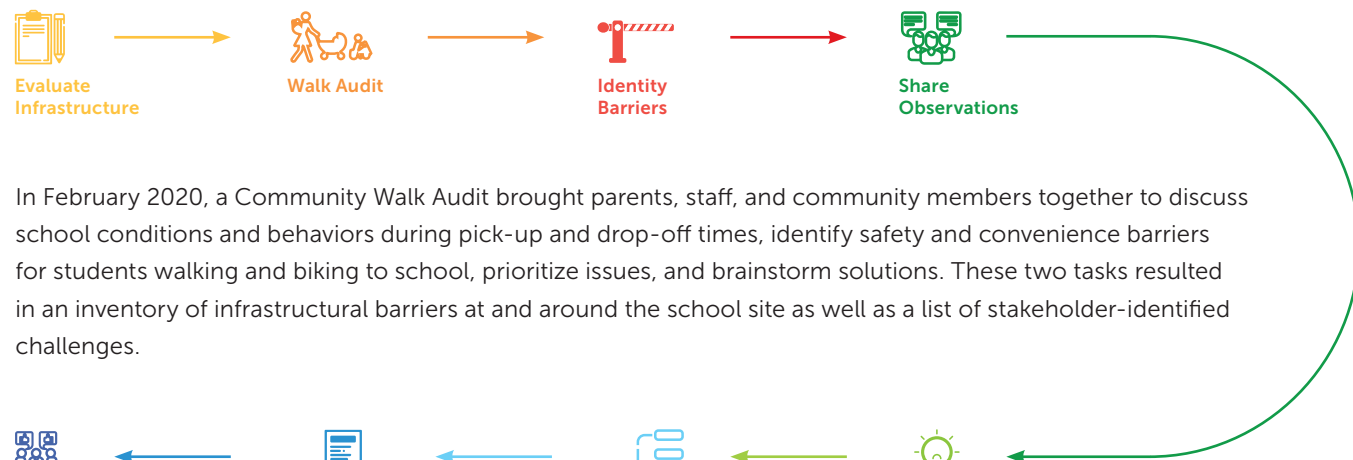 Evaluate
Infrastructure
Walk Audit
Identity
Barriers
Share
Observations
In February 2020, a Community Walk Audit brought parents, staff, and community members together to discuss
school conditions and behaviors during pick-up and drop-off times, identify safety and convenience barriers
for students walking and biking to school, prioritize issues, and brainstorm solutions. These two tasks resulted
in an inventory of infrastructural barriers at and around the school site as well as a list of stakeholder-identified
challenges.